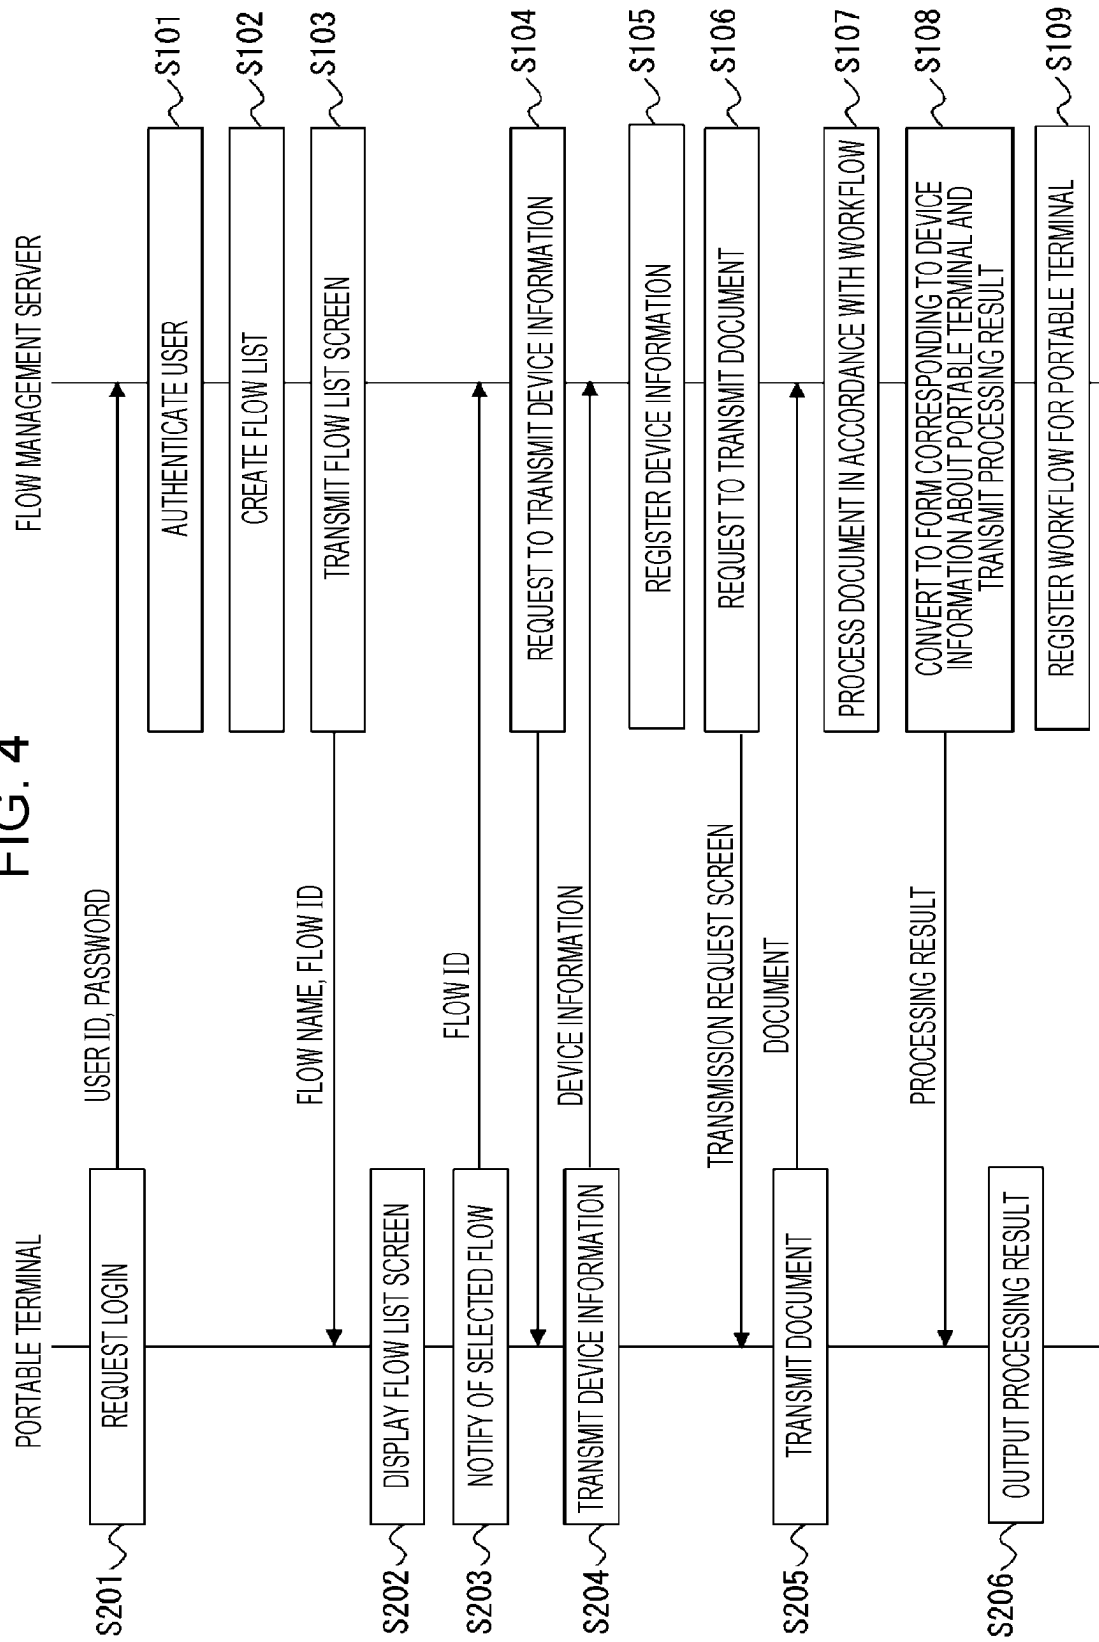 FIG. 4
PORTABLE TERMINAL
FLOW MANAGEMENT SERVER
S201
REQUEST LOGIN
USER ID, PASSWORD
AUTHENTICATE USER
S101
CREATE FLOW LIST
S102
TRANSMIT FLOW LIST SCREEN
S103
FLOW NAME, FLOW ID
S202
DISPLAY FLOW LIST SCREEN
S203
NOTIFY OF SELECTED FLOW
FLOW ID
REQUEST TO TRANSMIT DEVICE INFORMATION
S104
S204
TRANSMIT DEVICE INFORMATION
DEVICE INFORMATION
REGISTER DEVICE INFORMATION
S105
REQUEST TO TRANSMIT DOCUMENT
S106
TRANSMISSION REQUEST SCREEN
S205
TRANSMIT DOCUMENT
DOCUMENT
PROCESS DOCUMENT IN ACCORDANCE WITH WORKFLOW
S107
CONVERT TO FORM CORRESPONDING TO DEVICE
INFORMATION ABOUT PORTABLE TERMINAL AND
TRANSMIT PROCESSING RESULT
S108
PROCESSING RESULT
S206
OUTPUT PROCESSING RESULT
REGISTER WORKFLOW FOR PORTABLE TERMINAL
S109